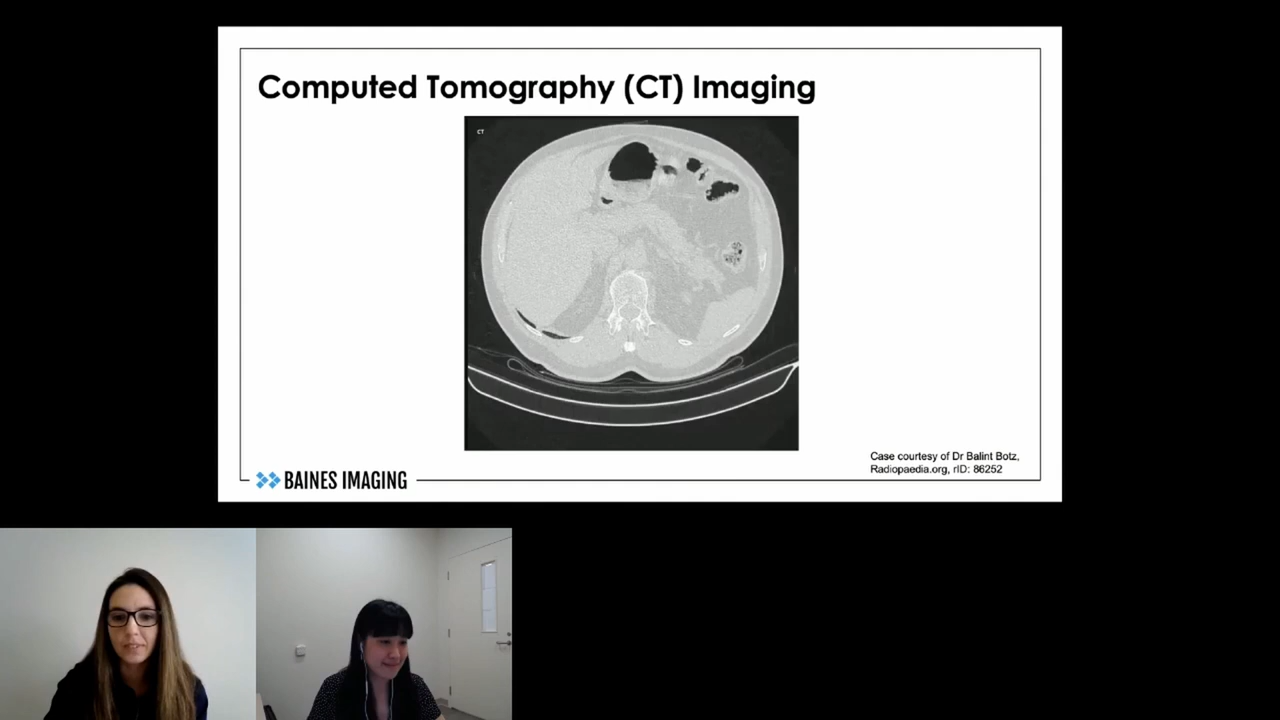 Computed Tomography (CT) Imaging
CT
Case courtesy of Dr Balint Botz,
Radiopaedia.org, rID: 86252
BAINES IMAGING